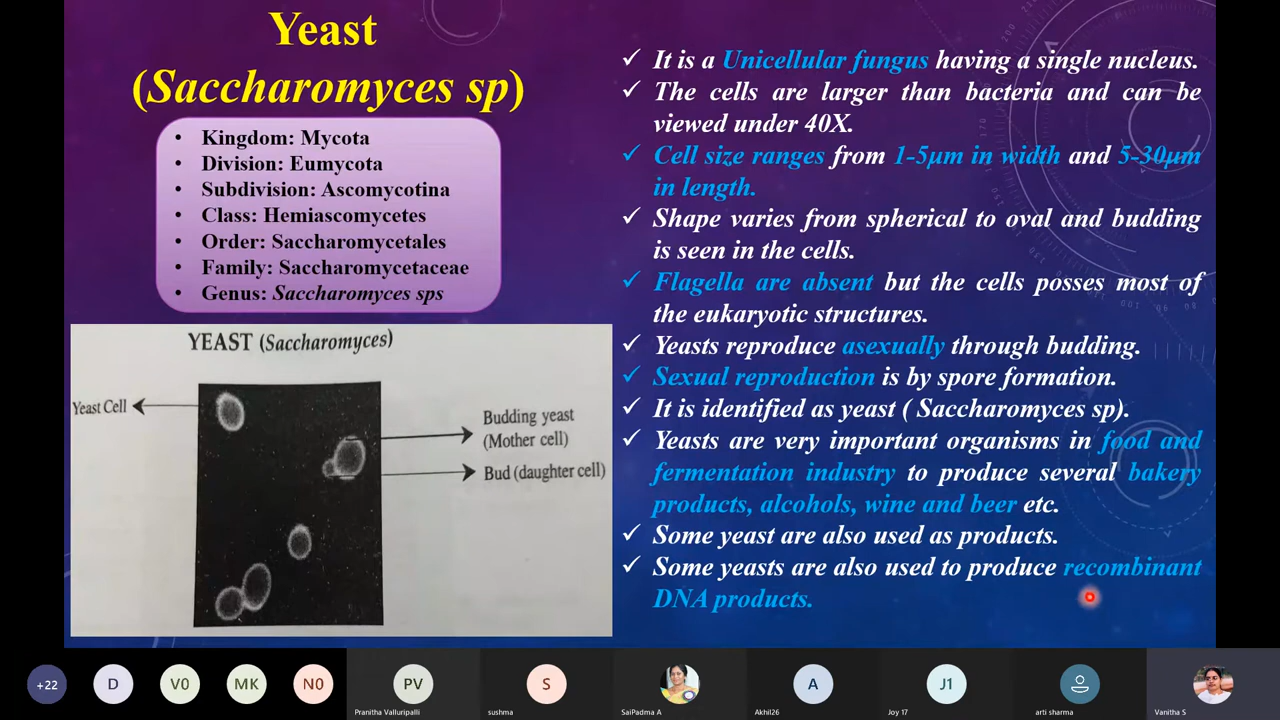 Yeast
(Saccharomyces sp)
• Kingdom: Mycota
• Division: Eumycota
• Subdivision: Ascomycotina
• Class: Hemiascomycetes
• Order: Saccharomycetales
• Family: Saccharomycetaceae
• Genus: Saccharomyces sps
YEAST (Saccharomyces)
Yeast Cell
Budding yeast
(Mother cell)
Bud (daughter cell)
✓ It is a Unicellular fungus having a single nucleus.
✓ The cells are larger than bacteria and can be
viewed under 40X.
✓ Cell size ranges from 1-5μm in width and 5-30μm
in length.
✓ Shape varies from spherical to oval and budding
is seen in the cells.
✓ Flagella are absent but the cells posses most of
the eukaryotic structures.
✓ Yeasts reproduce asexually through budding.
✓ Sexual reproduction is by spore formation.
✓ It is identified as yeast ( Saccharomyces sp).
✓ Yeasts are very important organisms in food and
fermentation industry to produce several bakery
products, alcohols, wine and beer etc.
✓ Some yeast are also used as products.
✓ Some yeasts are also used to produce recombinant
DNA products.
+22
D
V0
MK
N0
PV
Pranitha Valluripalli
S
sushma
SaiPadma A
A
Akhil26
J1
Joy 17
arti sharma
Vanitha S